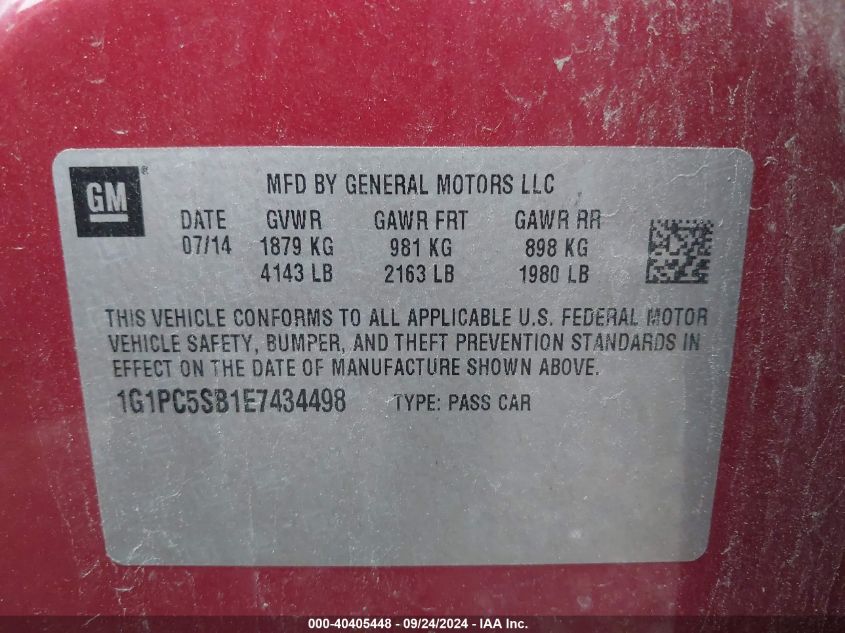 GM®
MFD BY GENERAL MOTORS LLC
DATE GVWR GAWR FRT GAWR RR
07/14 1879 KG 981 KG 898 KG
4143 LB 2163 LB 1980 LB
THIS VEHICLE CONFORMS TO ALL APPLICABLE U.S. FEDERAL MOTOR
VEHICLE SAFETY, BUMPER, AND THEFT PREVENTION STANDARDS IN
EFFECT ON THE DATE OF MANUFACTURE SHOWN ABOVE.
1G1PC5SB1E7434498 TYPE: PASS CAR
000-40405448 - 09/24/2024 - IAA Inc.